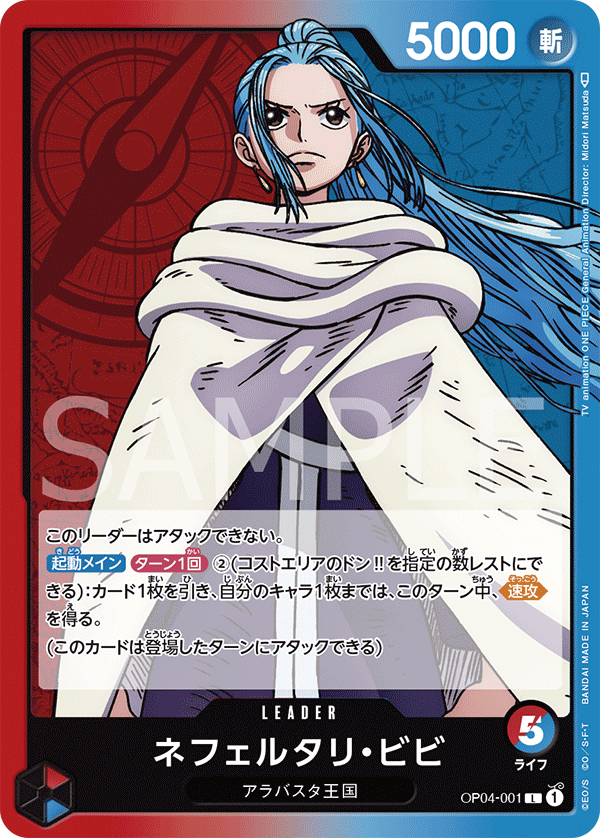 5000 斬
TV animation ONE PIECE General Animation Director: Midori Matsuda
SAMPLE
このリーダーはアタックできない。
起動メイン ターン1回 ②(コストエリアのドン!!を指定の数レストにで
きる):カード1枚を引き、自分のキャラ1枚までは、このターン中、速攻
を得る。
(このカードは登場したターンにアタックできる)
LEADER
ネフェルタリ・ビビ
アラバスタ王国
5
ライフ
OP04-001 L 1
©E.O/S ©O/S・F・T BANDAI MADE IN JAPAN